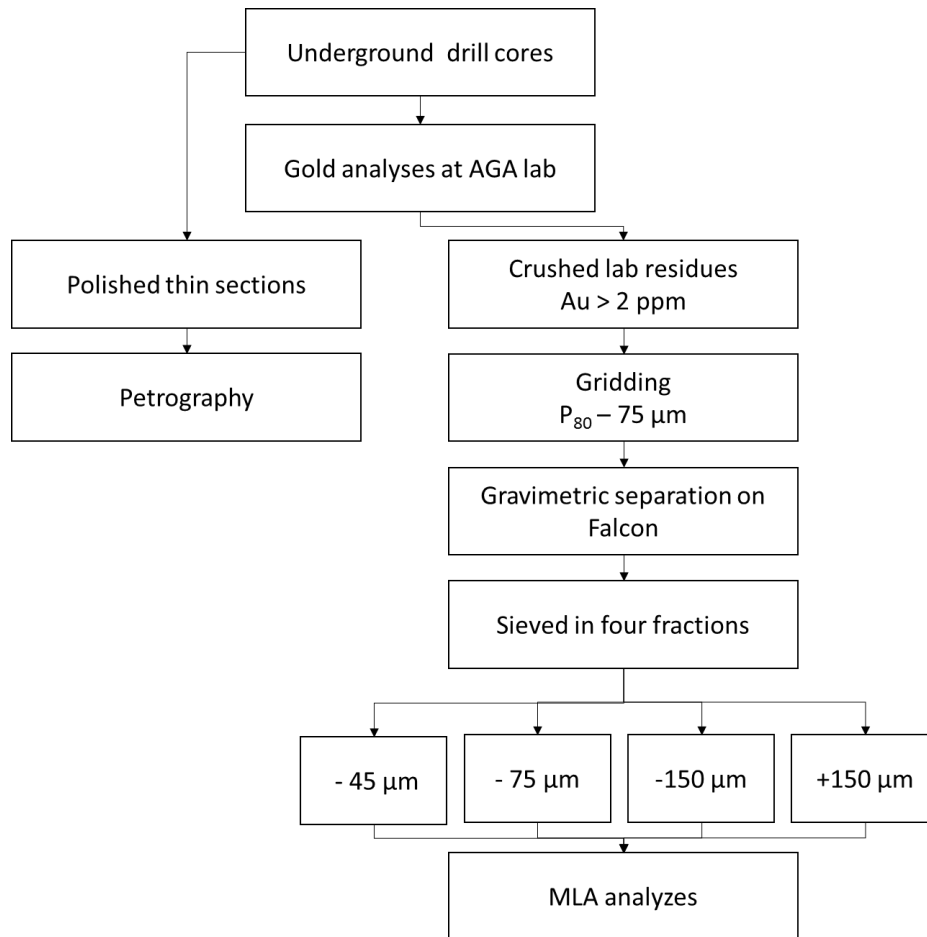 Underground drill cores
Gold analyses at AGA lab
Polished thin sections
Crushed lab residues
Au > 2 ppm
Petrography
Gridding
P₈₀ – 75 µm
Gravimetric separation on
Falcon
Sieved in four fractions
- 45 µm
- 75 µm
-150 µm
+150 µm
MLA analyzes